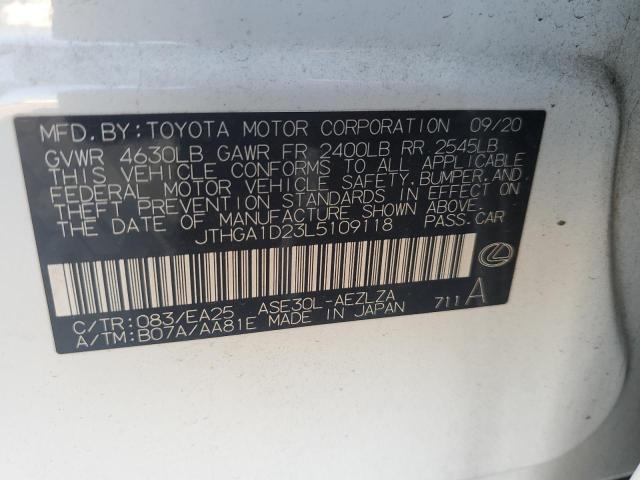 MFD. BY: TOYOTA MOTOR CORPORATION 09/20
GVWR 4630LB GAWR FR 2400LB RR 2545LB
THIS VEHICLE CONFORMS TO ALL APPLICABLE
FEDERAL MOTOR VEHICLE SAFETY, BUMPER, AND
THEFT PREVENTION STANDARDS IN EFFECT ON
THE DATE OF MANUFACTURE SHOWN ABOVE.
JTHGA1D23L5109118 PASS. CAR
C/TR: 083/EA25 ASE30L-AEZLZA 711 A
A/TM: B07A/AA81E MADE IN JAPAN